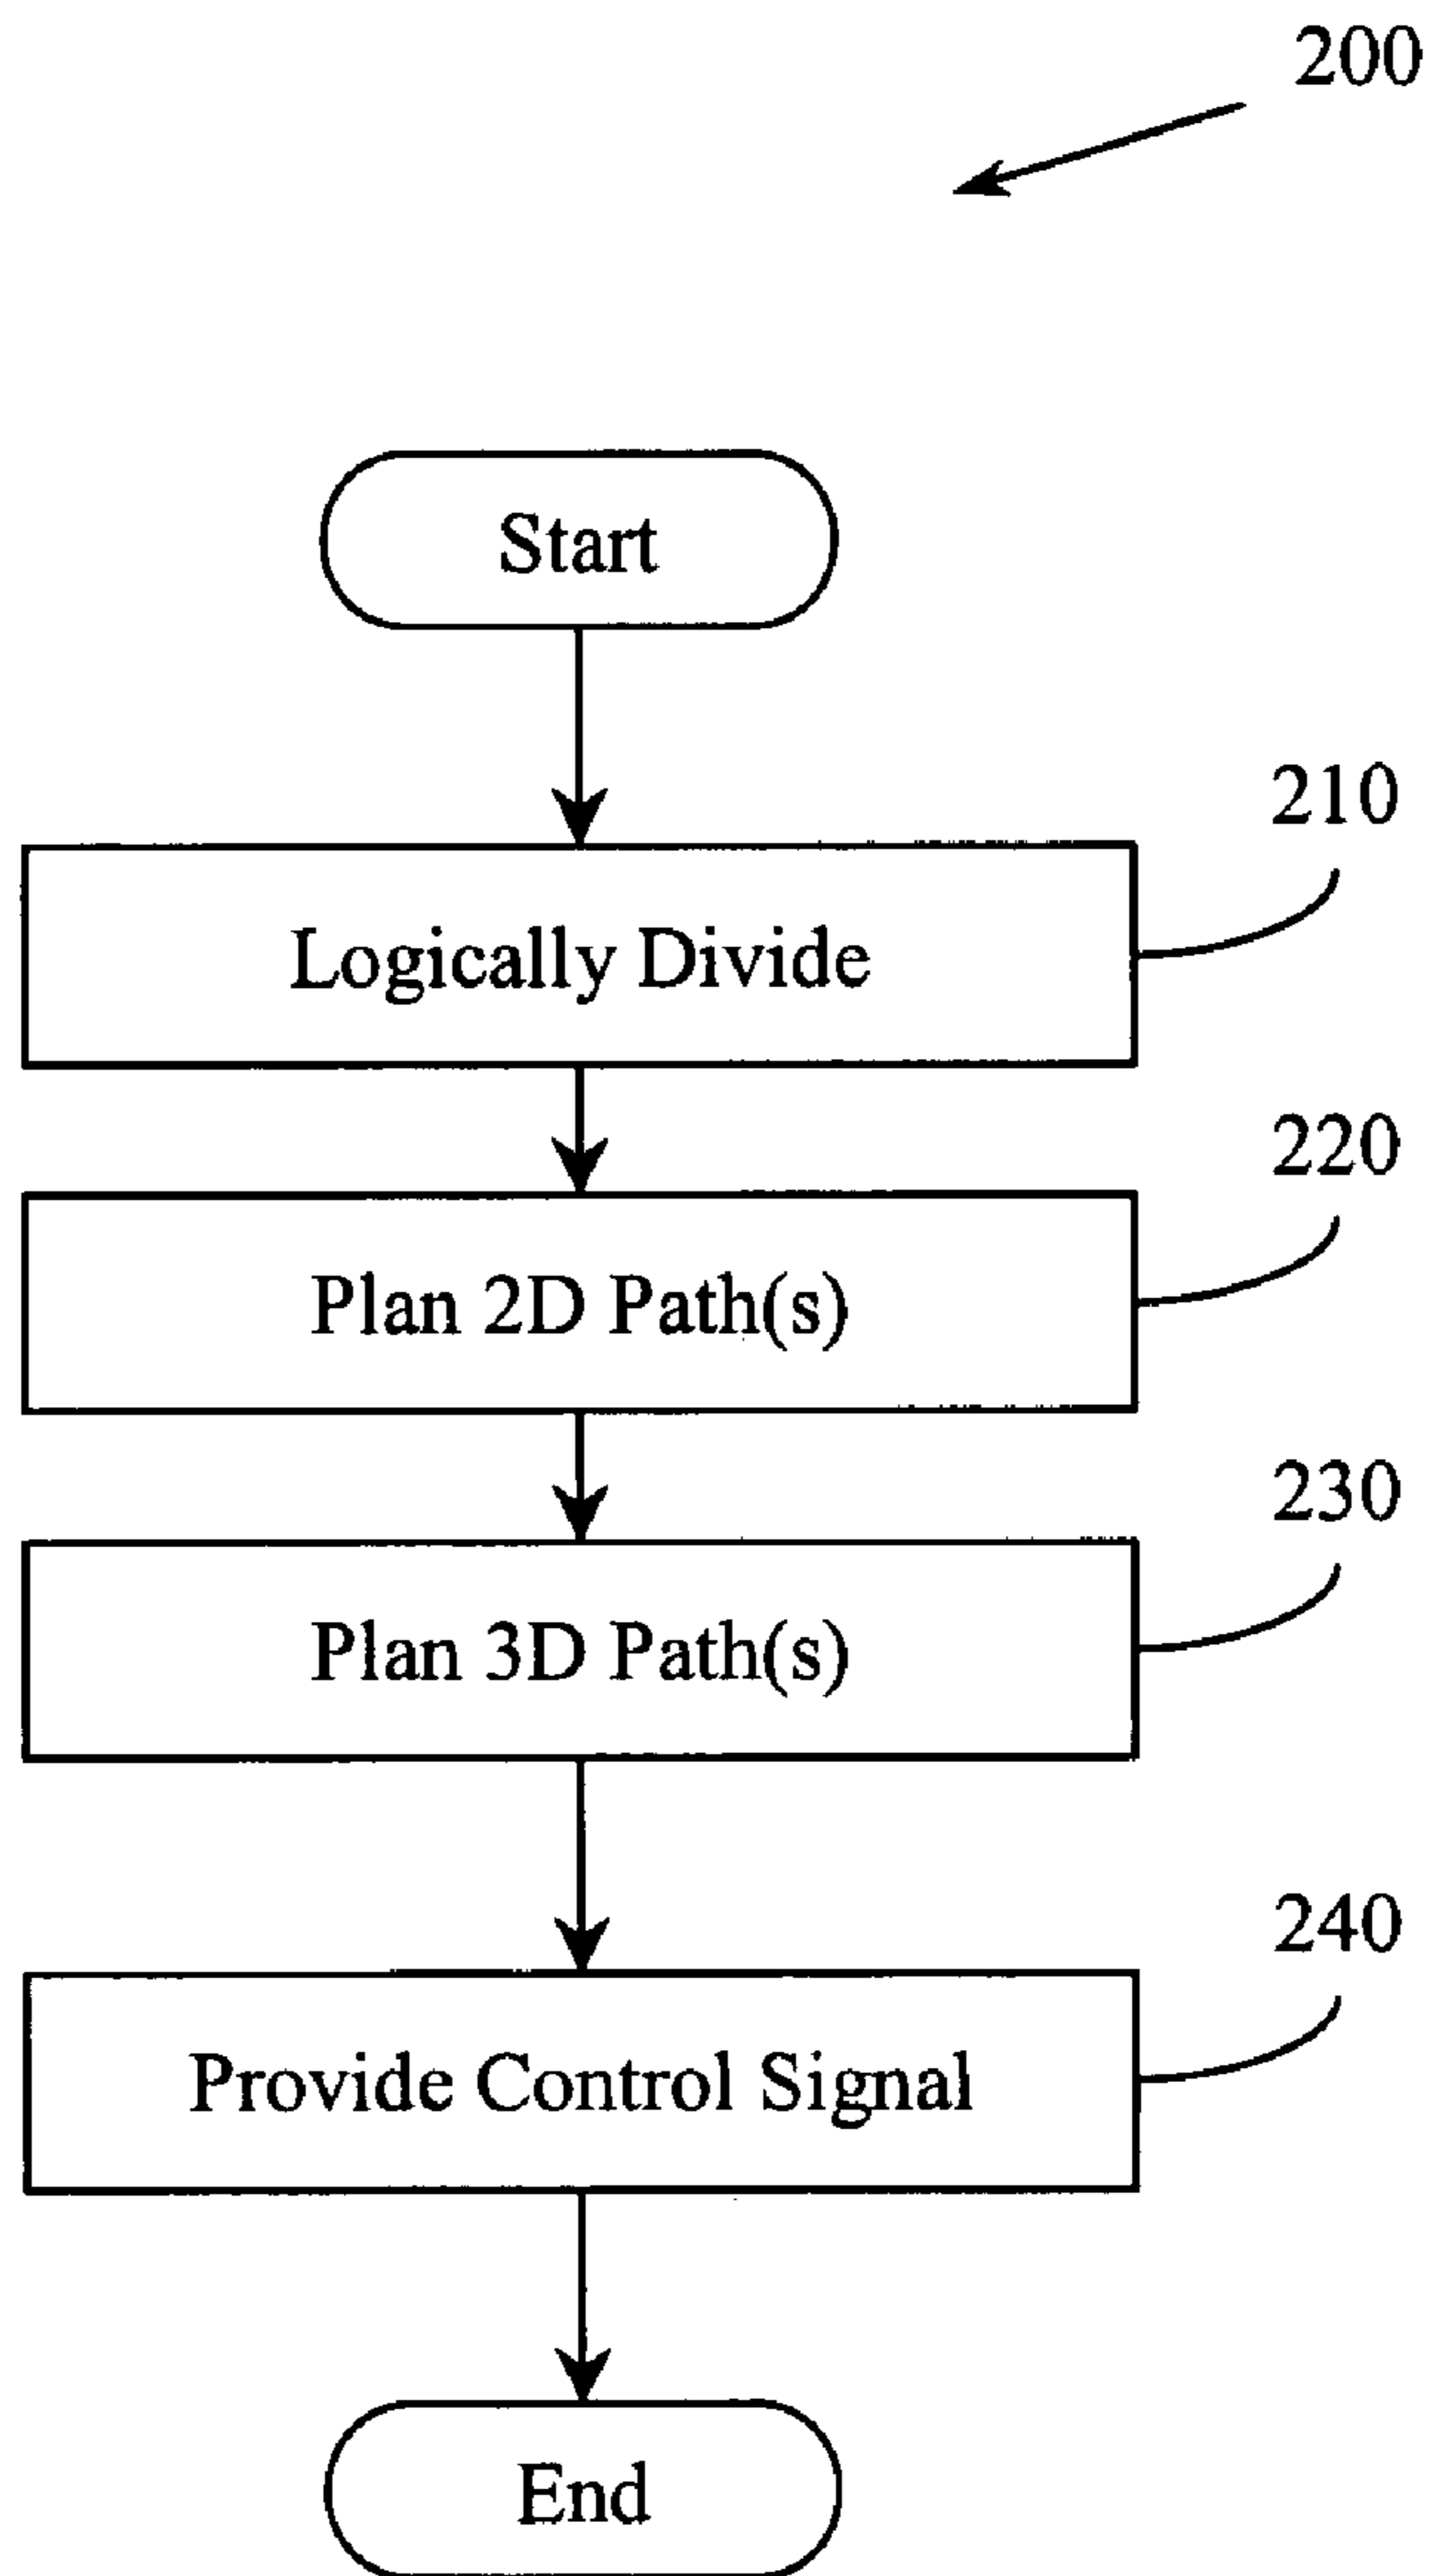 200
Start
210
Logically Divide
220
Plan 2D Path(s)
230
Plan 3D Path(s)
240
Provide Control Signal
End